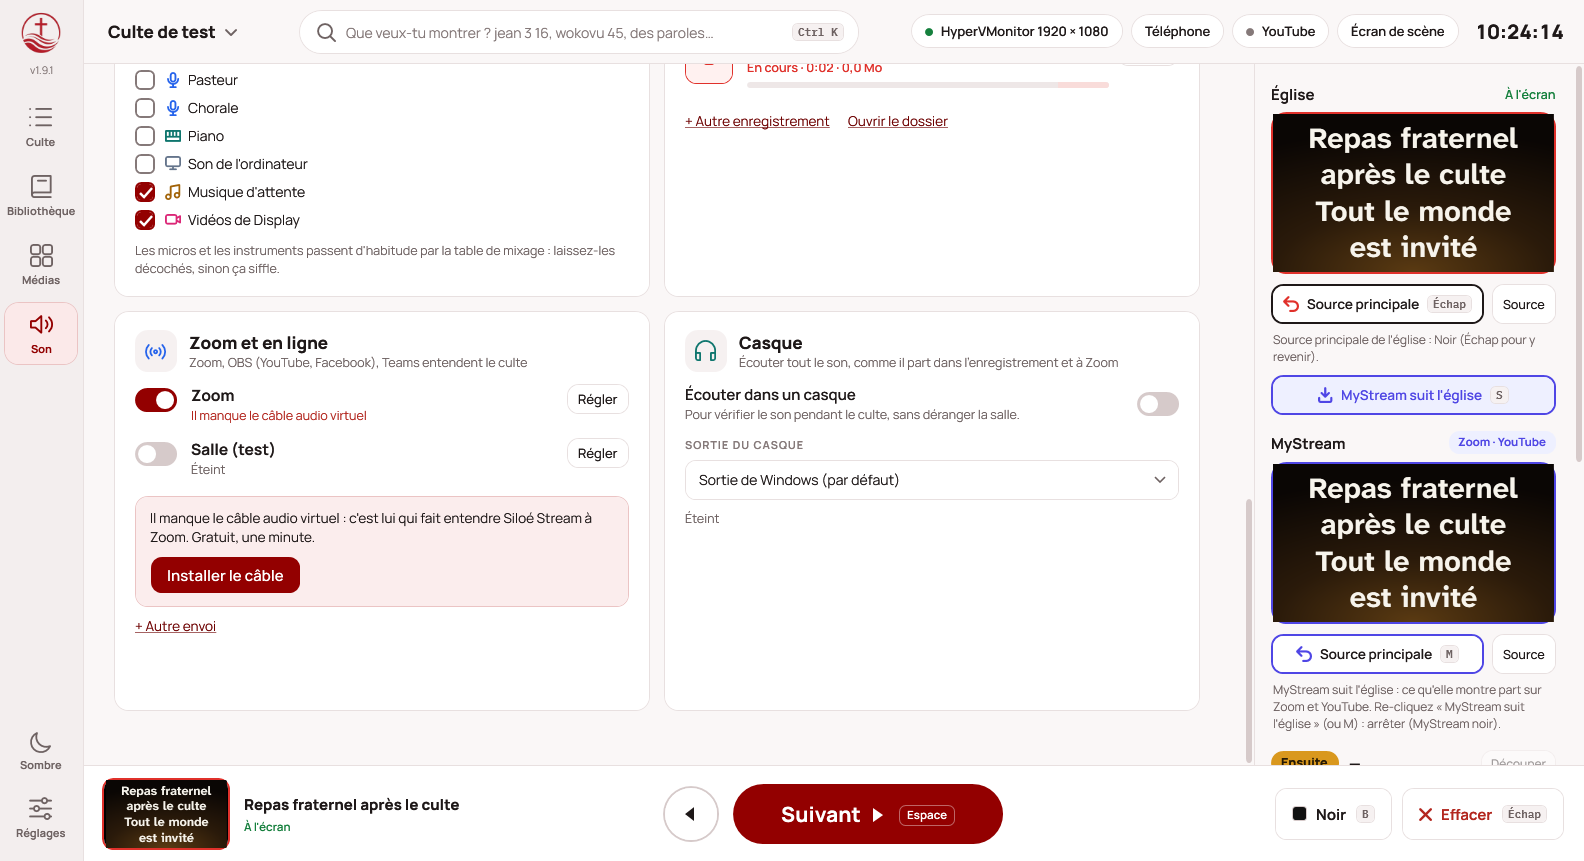 v1.9.1
Culte
Bibliothèque
Médias
Son
Sombre
Réglages
Culte de test
Que veux-tu montrer ? jean 3 16, wokovu 45, des paroles...
Ctrl K
HyperVMonitor 1920 × 1080
Téléphone
YouTube
Écran de scène
10:24:14
Pasteur
Chorale
Piano
Son de l'ordinateur
Musique d'attente
Vidéos de Display
Les micros et les instruments passent d'habitude par la table de mixage : laissez-les
décochés, sinon ça siffle.
En cours · 0:02 · 0,0 Mo
+ Autre enregistrement
Ouvrir le dossier
Zoom et en ligne
Zoom, OBS (YouTube, Facebook), Teams entendent le culte
Zoom
Il manque le câble audio virtuel
Régler
Salle (test)
Éteint
Régler
Il manque le câble audio virtuel : c'est lui qui fait entendre Siloé Stream à
Zoom. Gratuit, une minute.
Installer le câble
+ Autre envoi
Casque
Écouter tout le son, comme il part dans l'enregistrement et à Zoom
Écouter dans un casque
Pour vérifier le son pendant le culte, sans déranger la salle.
SORTIE DU CASQUE
Sortie de Windows (par défaut)
Éteint
Église
À l'écran
Repas fraternel
après le culte
Tout le monde
est invité
Source principale
Échap
Source
Source principale de l'église : Noir (Échap pour y
revenir).
MyStream suit l'église
S
MyStream
Zoom · YouTube
Repas fraternel
après le culte
Tout le monde
est invité
Source principale
M
Source
MyStream suit l'église : ce qu'elle montre part sur
Zoom et YouTube. Re-cliquez « MyStream suit
l'église » (ou M) : arrêter (MyStream noir).
Ensuite
Découper
Repas fraternel
après le culte
Tout le monde
est invité
Repas fraternel après le culte
À l'écran
Suivant
Espace
Noir
B
Effacer
Échap